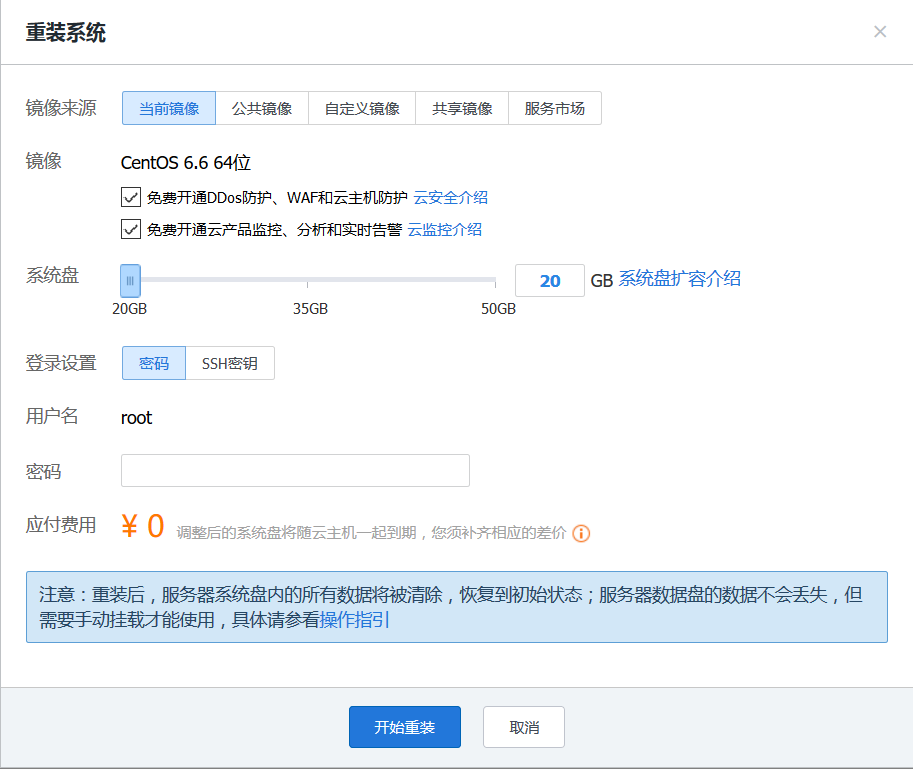 重装系统
镜像来源 当前镜像 公共镜像 自定义镜像 共享镜像 服务市场
镜像 CentOS 6.6 64位
免费开通DDos防护、WAF和云主机防护 云安全介绍
免费开通云产品监控、分析和实时告警 云监控介绍
系统盘 20 GB 系统盘扩容介绍
20GB 35GB 50GB
登录设置 密码 SSH密钥
用户名 root
密码
应付费用 ¥ 0 调整后的系统盘将随云主机一起到期，您须补齐相应的差价
注意：重装后，服务器系统盘内的所有数据将被清除，恢复到初始状态；服务器数据盘的数据不会丢失，但
需要手动挂载才能使用，具体请参看操作指引
开始重装 取消